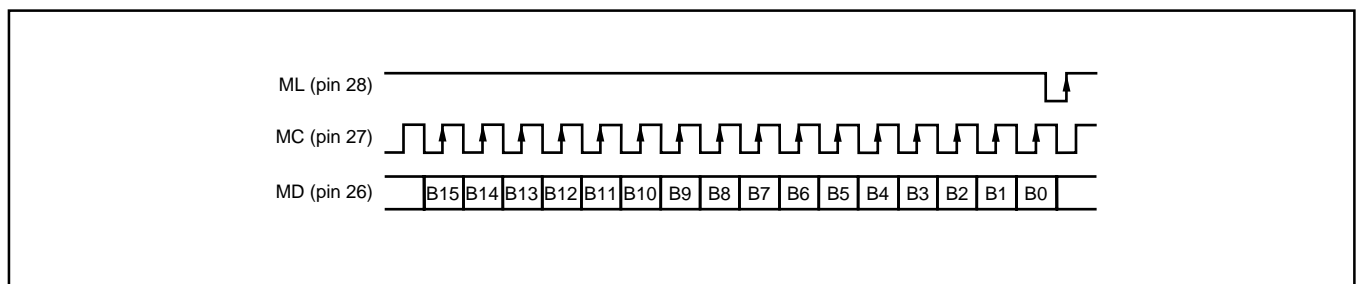 ML (pin 28)
MC (pin 27)
MD (pin 26) B15 B14 B13 B12 B11 B10 B9 B8 B7 B6 B5 B4 B3 B2 B1 B0